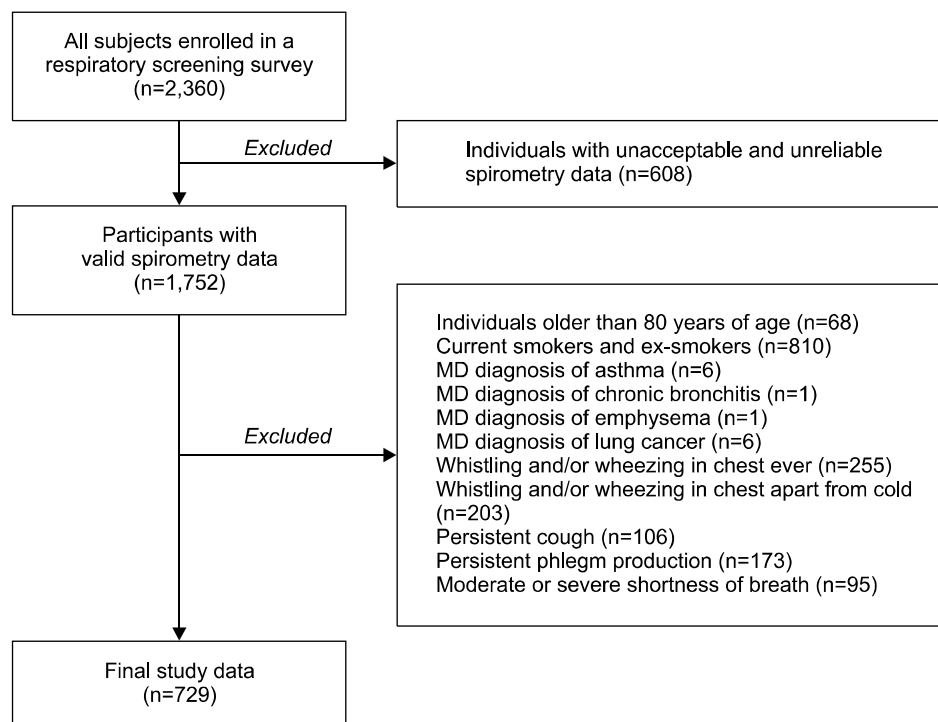 All subjects enrolled in a
respiratory screening survey
(n=2,360)
Excluded
Individuals with unacceptable and unreliable
spirometry data (n=608)
Participants with
valid spirometry data
(n=1,752)
Excluded
Individuals older than 80 years of age (n=68)
Current smokers and ex-smokers (n=810)
MD diagnosis of asthma (n=6)
MD diagnosis of chronic bronchitis (n=1)
MD diagnosis of emphysema (n=1)
MD diagnosis of lung cancer (n=6)
Whistling and/or wheezing in chest ever (n=255)
Whistling and/or wheezing in chest apart from cold
(n=203)
Persistent cough (n=106)
Persistent phlegm production (n=173)
Moderate or severe shortness of breath (n=95)
Final study data
(n=729)